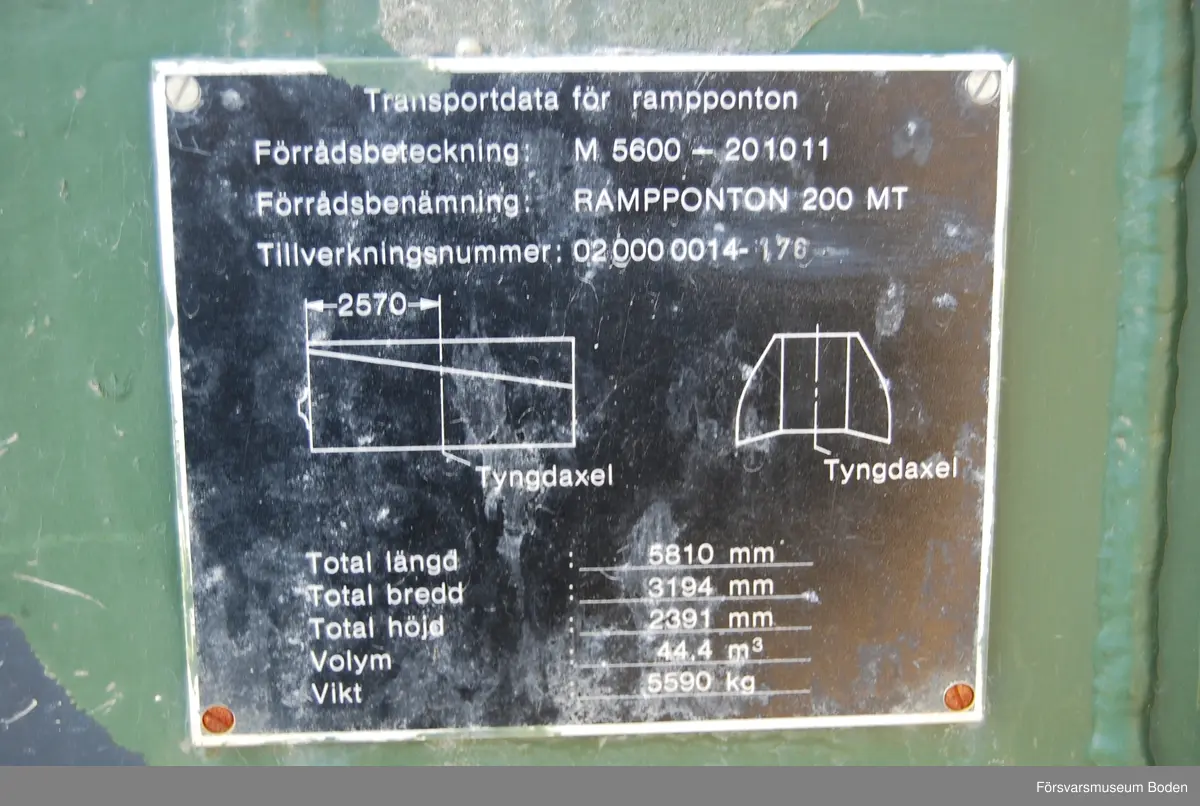 Transportdata för rampponton
Förrådsbeteckning: M 5600 – 201011
Förrådsbenämning: RAMPPONTON 200 MT
Tillverkningsnummer: 02 000 0014- 176
2570
Tyngdaxel
Tyngdaxel
Total längd : 5810 mm
Total bredd : 3194 mm
Total höjd : 2391 mm
Volym : 44.4 m³
Vikt : 5590 kg
Försvarsmuseum Boden